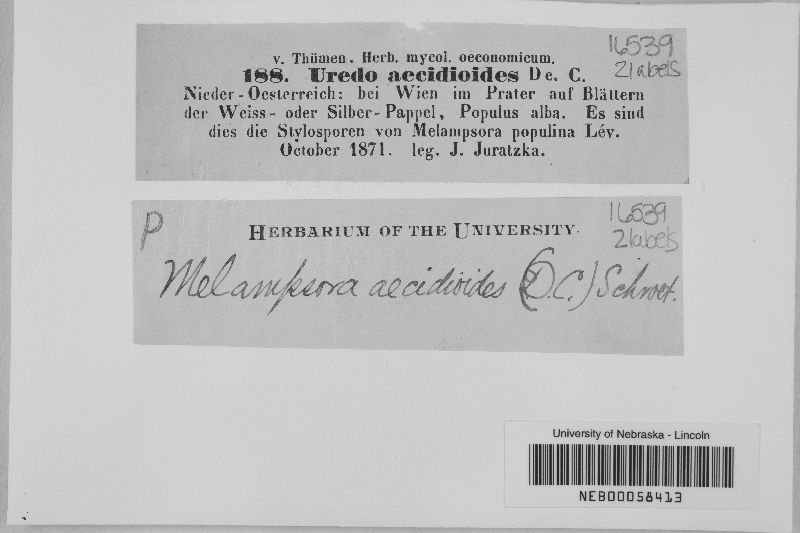 v. Thümen, Herb. mycol. oeconomicum.
188. Uredo aecidioides De. C.
Nieder-Oesterreich: bei Wien im Prater auf Blättern
der Weiss- oder Silber-Pappel, Populus alba. Es sind
dies die Stylosporen von Melampsora populina Lév.
October 1871. leg. J. Juratzka.
16539
2 labels
P
HERBARIUM OF THE UNIVERSITY.
16539
2 labels
Melampsora aecidioides (D.C.) Schroet.
University of Nebraska - Lincoln
NEB00058413